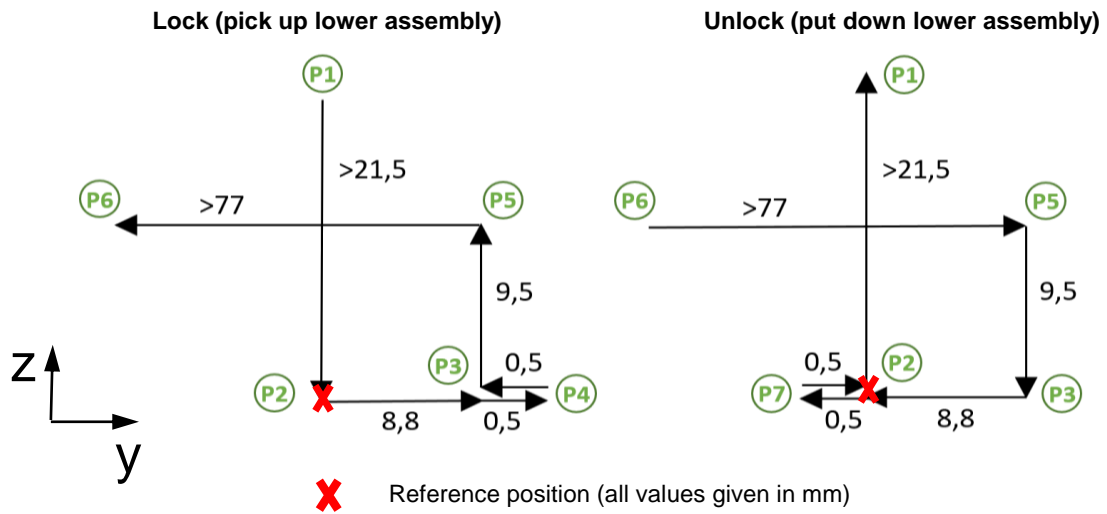 Lock (pick up lower assembly)
Unlock (put down lower assembly)
P1
P1
>21,5
>21,5
P6
>77
P5
P6
>77
P5
9,5
9,5
z
P3
0,5
0,5
P2
P2
P4
P7
P3
8,8
0,5
0,5
8,8
y
Reference position (all values given in mm)